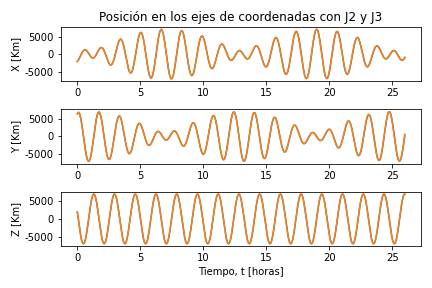 Posición en los ejes de coordenadas con J2 y J3
X [Km]
5000
0
-5000
0 5 10 15 20 25
Y [Km]
5000
0
-5000
0 5 10 15 20 25
Z [Km]
5000
0
-5000
0 5 10 15 20 25
Tiempo, t [horas]